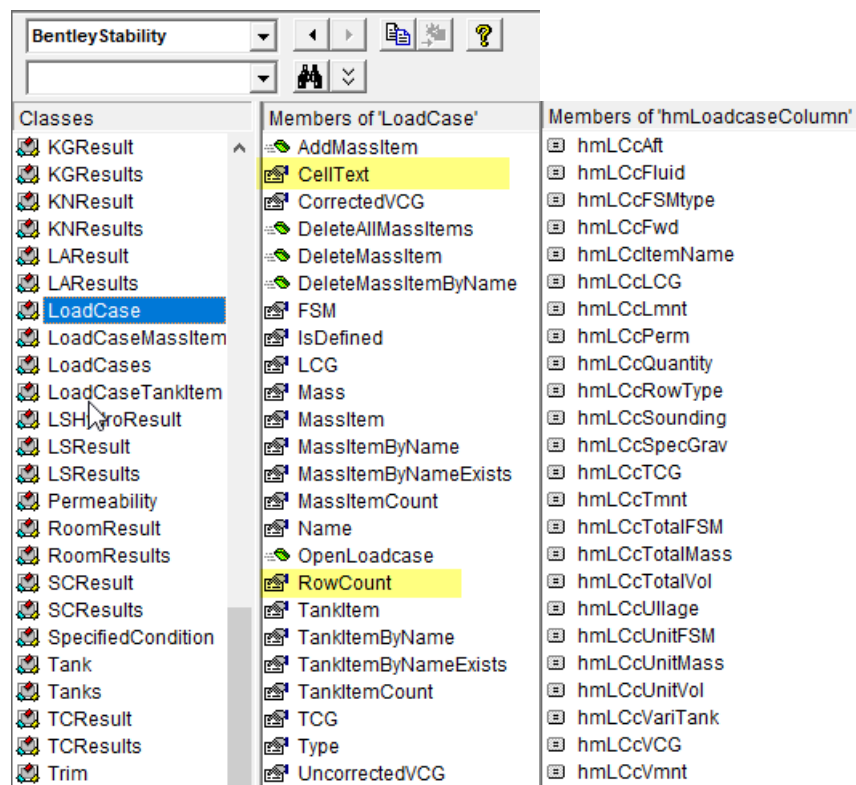 BentleyStability
Classes
KGResult
KGResults
KNResult
KNResults
LAResult
LAResults
LoadCase
LoadCaseMassItem
LoadCases
LoadCaseTankItem
LSHydroResult
LSResult
LSResults
Permeability
RoomResult
RoomResults
SCResult
SCResults
SpecifiedCondition
Tank
Tanks
TCResult
TCResults
Trim
Members of 'LoadCase'
AddMassItem
CellText
CorrectedVCG
DeleteAllMassItems
DeleteMassItem
DeleteMassItemByName
FSM
IsDefined
LCG
Mass
MassItem
MassItemByName
MassItemByNameExists
MassItemCount
Name
OpenLoadcase
RowCount
TankItem
TankItemByName
TankItemByNameExists
TankItemCount
TCG
Type
UncorrectedVCG
Members of 'hmLoadcaseColumn'
hmLCcAft
hmLCcFluid
hmLCcFSMtype
hmLCcFwd
hmLCcItemName
hmLCcLCG
hmLCcLmnt
hmLCcPerm
hmLCcQuantity
hmLCcRowType
hmLCcSounding
hmLCcSpecGrav
hmLCcTCG
hmLCcTmnt
hmLCcTotalFSM
hmLCcTotalMass
hmLCcTotalVol
hmLCcUllage
hmLCcUnitFSM
hmLCcUnitMass
hmLCcUnitVol
hmLCcVariTank
hmLCcVCG
hmLCcVmnt